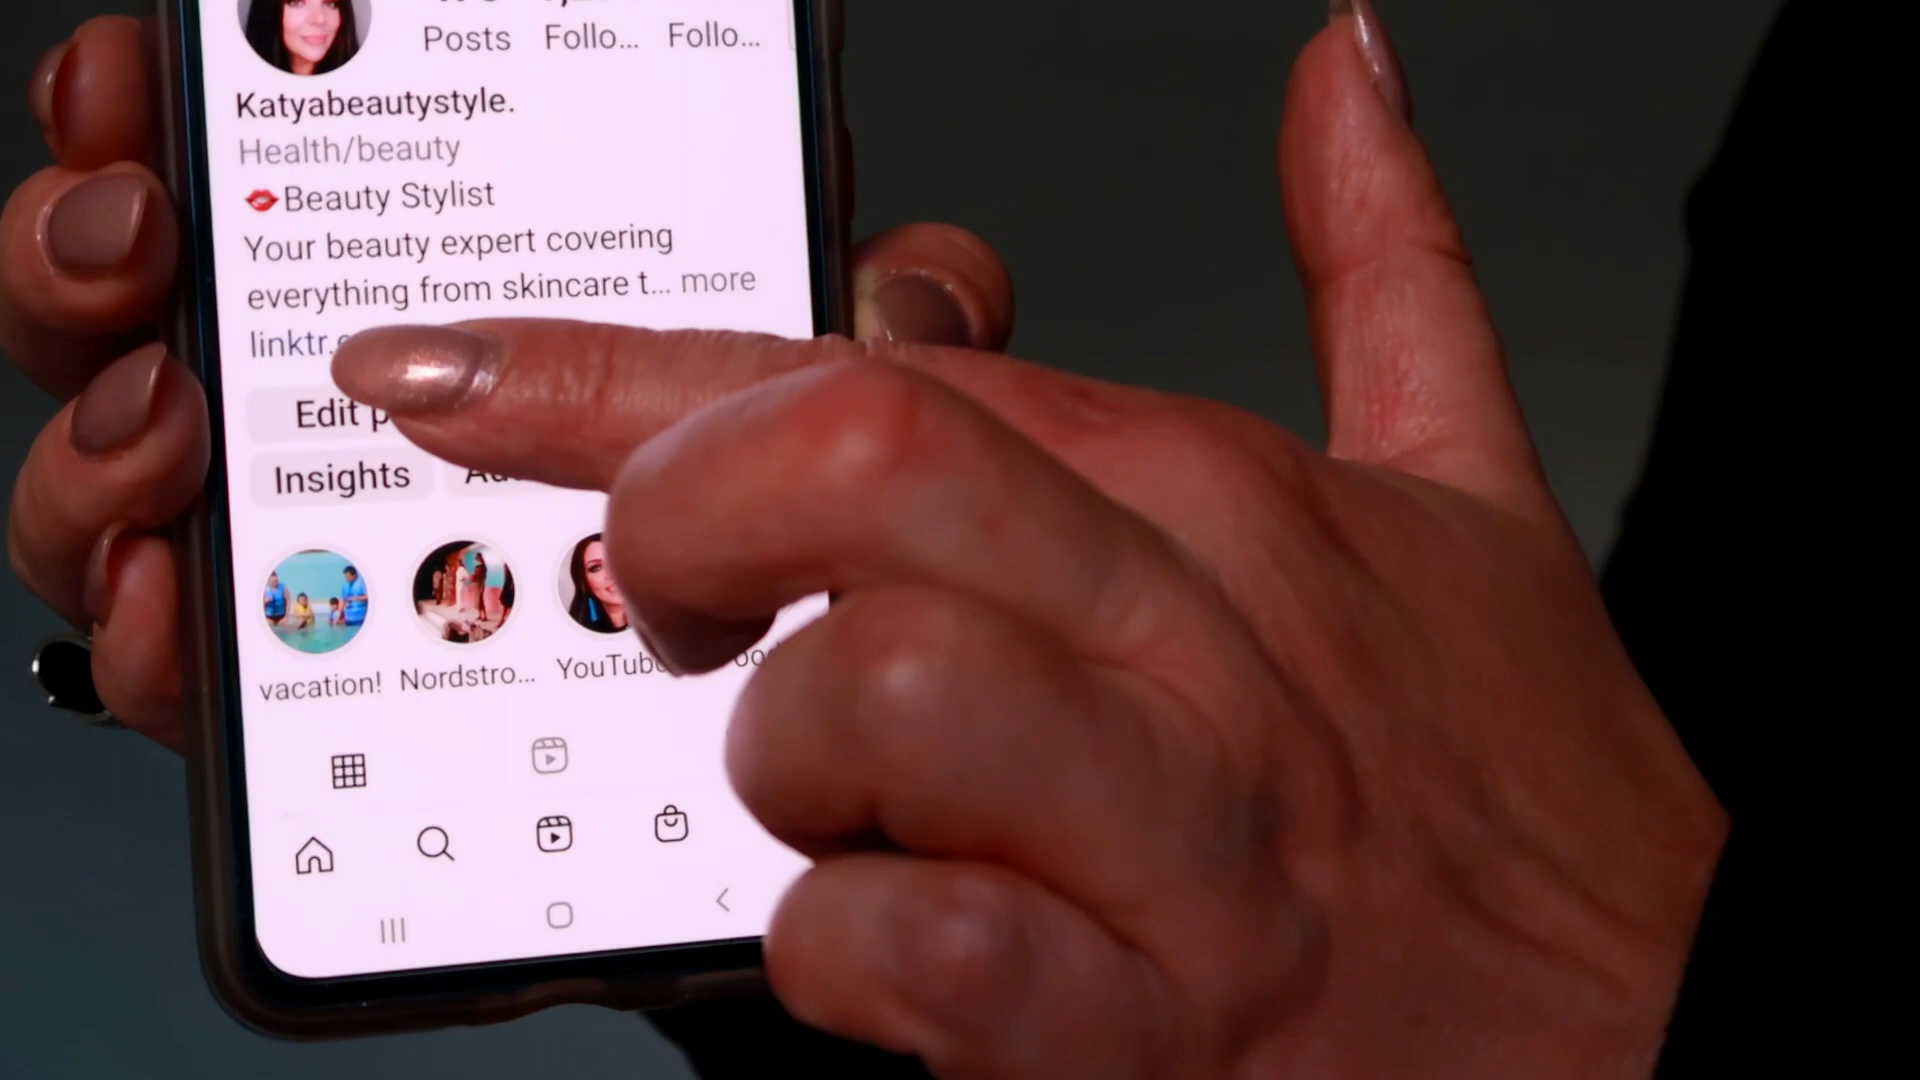 Posts Follo... Follo...
Katyabeautystyle.
Health/beauty
💋Beauty Stylist
Your beauty expert covering
everything from skincare t... more
linktr.
Edit
Insights
vacation! Nordstro... YouTube